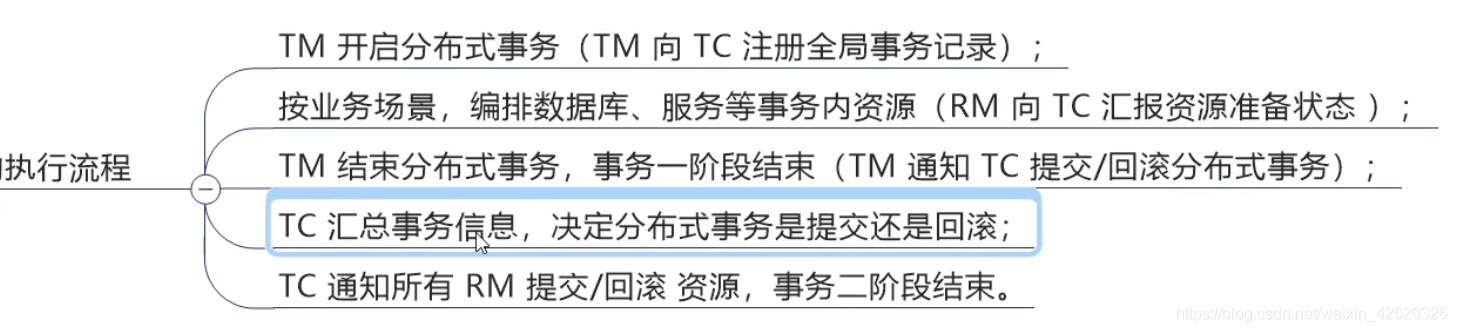 TM 开启分布式事务（TM 向 TC 注册全局事务记录）；
按业务场景，编排数据库、服务等事务内资源（RM 向 TC 汇报资源准备状态 ）；
执行流程
TM 结束分布式事务，事务一阶段结束（TM 通知 TC 提交/回滚分布式事务）；
TC 汇总事务信息，决定分布式事务是提交还是回滚；
TC 通知所有 RM 提交/回滚 资源，事务二阶段结束。
https://blog.csdn.net/weixin_42620326